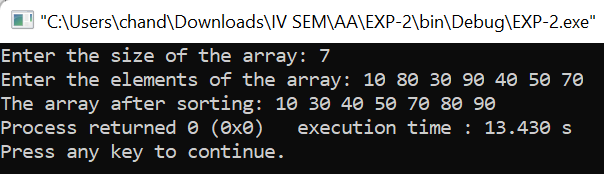 "C:\Users\chand\Downloads\IV SEM\AA\EXP-2\bin\Debug\EXP-2.exe"
Enter the size of the array: 7
Enter the elements of the array: 10 80 30 90 40 50 70
The array after sorting: 10 30 40 50 70 80 90
Process returned 0 (0x0)   execution time : 13.430 s
Press any key to continue.